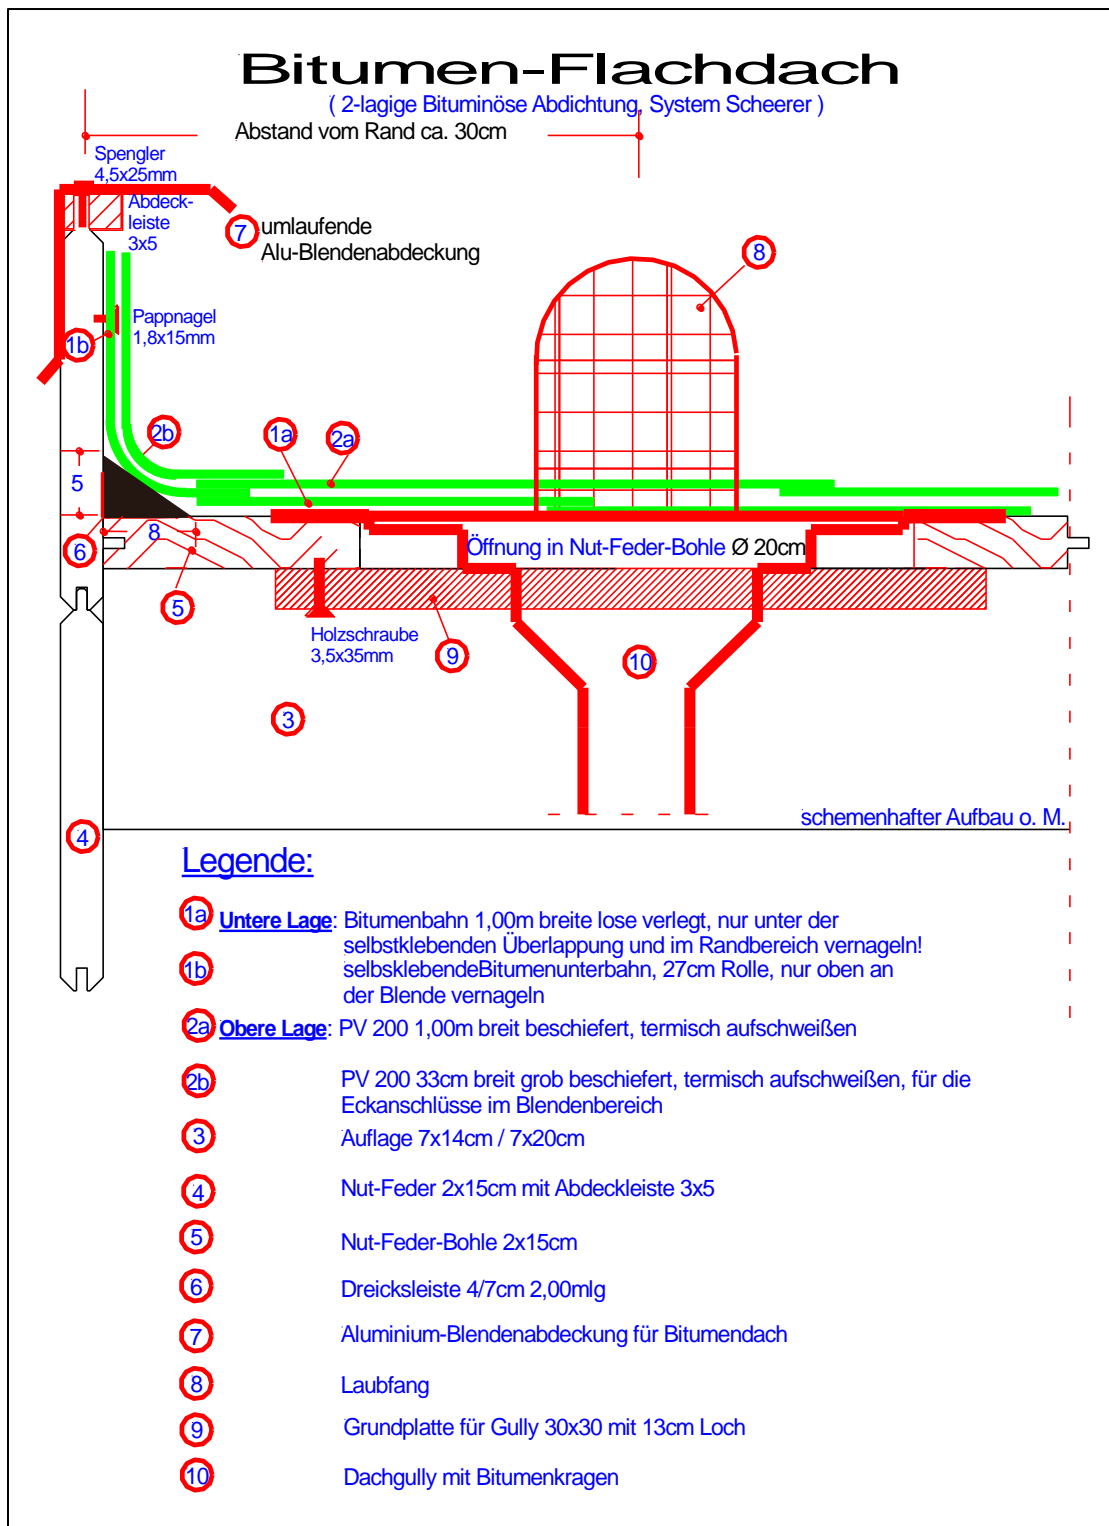 Bitumen-Flachdach
( 2-lagige Bituminöse Abdichtung, System Scheerer )
Abstand vom Rand ca. 30cm
Spengler
4,5x25mm
Abdeck-
leiste
3x5
7
umlaufende
Alu-Blendenabdeckung
8
Pappnagel
1,8x15mm
1b
2b
1a
2a
5
8
6
Öffnung in Nut-Feder-Bohle Ø 20cm
5
Holzschraube
3,5x35mm
9
10
3
schemenhafter Aufbau o. M.
4
Legende:
1a Untere Lage: Bitumenbahn 1,00m breite lose verlegt, nur unter der
selbstklebenden Überlappung und im Randbereich vernageln!
1b selbsklebendeBitumenunterbahn, 27cm Rolle, nur oben an
der Blende vernageln
2a Obere Lage: PV 200 1,00m breit beschiefert, termisch aufschweißen
2b PV 200 33cm breit grob beschiefert, termisch aufschweißen, für die
Eckanschlüsse im Blendenbereich
3 Auflage 7x14cm / 7x20cm
4 Nut-Feder 2x15cm mit Abdeckleiste 3x5
5 Nut-Feder-Bohle 2x15cm
6 Dreicksleiste 4/7cm 2,00mlg
7 Aluminium-Blendenabdeckung für Bitumendach
8 Laubfang
9 Grundplatte für Gully 30x30 mit 13cm Loch
10 Dachgully mit Bitumenkragen